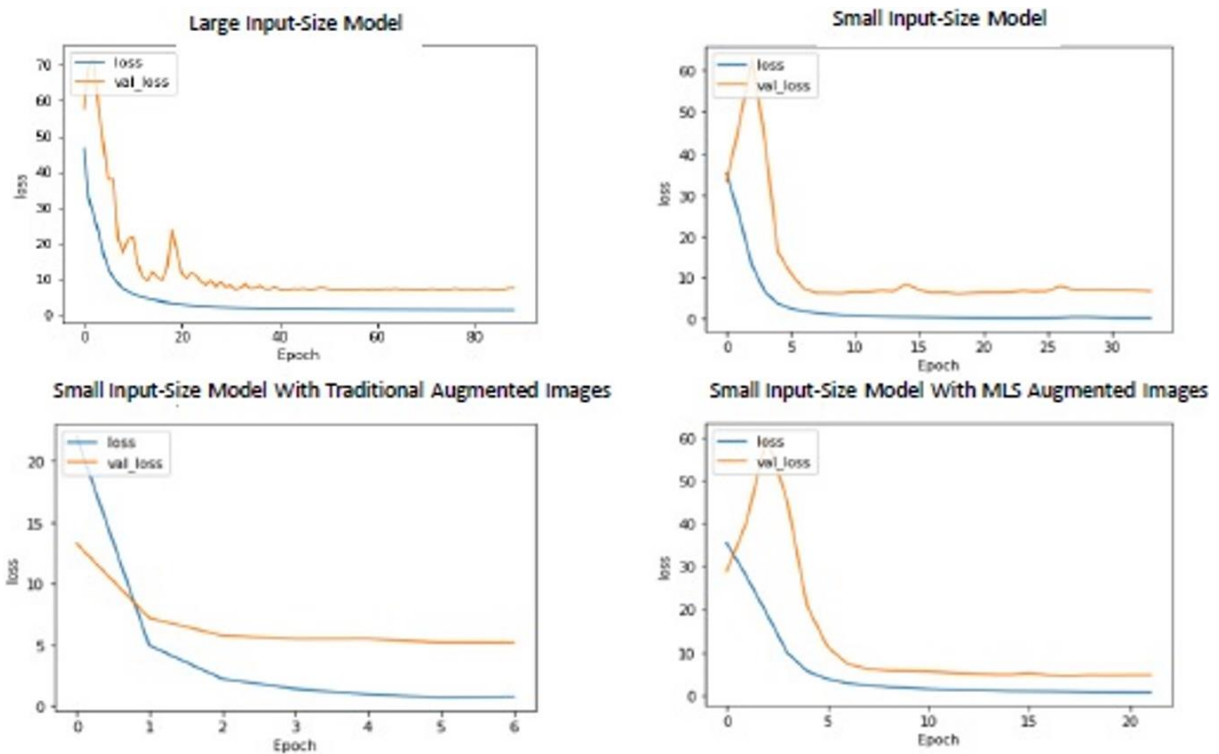 Large Input-Size Model
70
60
50
40
30
20
10
0
loss
loss
val_loss
0 20 40 60 80
Epoch
Small Input-Size Model
60
50
40
30
20
10
0
loss
loss
val_loss
0 5 10 15 20 25 30
Epoch
Small Input-Size Model With Traditional Augmented Images
20
15
10
5
0
loss
loss
val_loss
0 1 2 3 4 5 6
Epoch
Small Input-Size Model With MLS Augmented Images
60
50
40
30
20
10
0
loss
loss
val_loss
0 5 10 15 20
Epoch